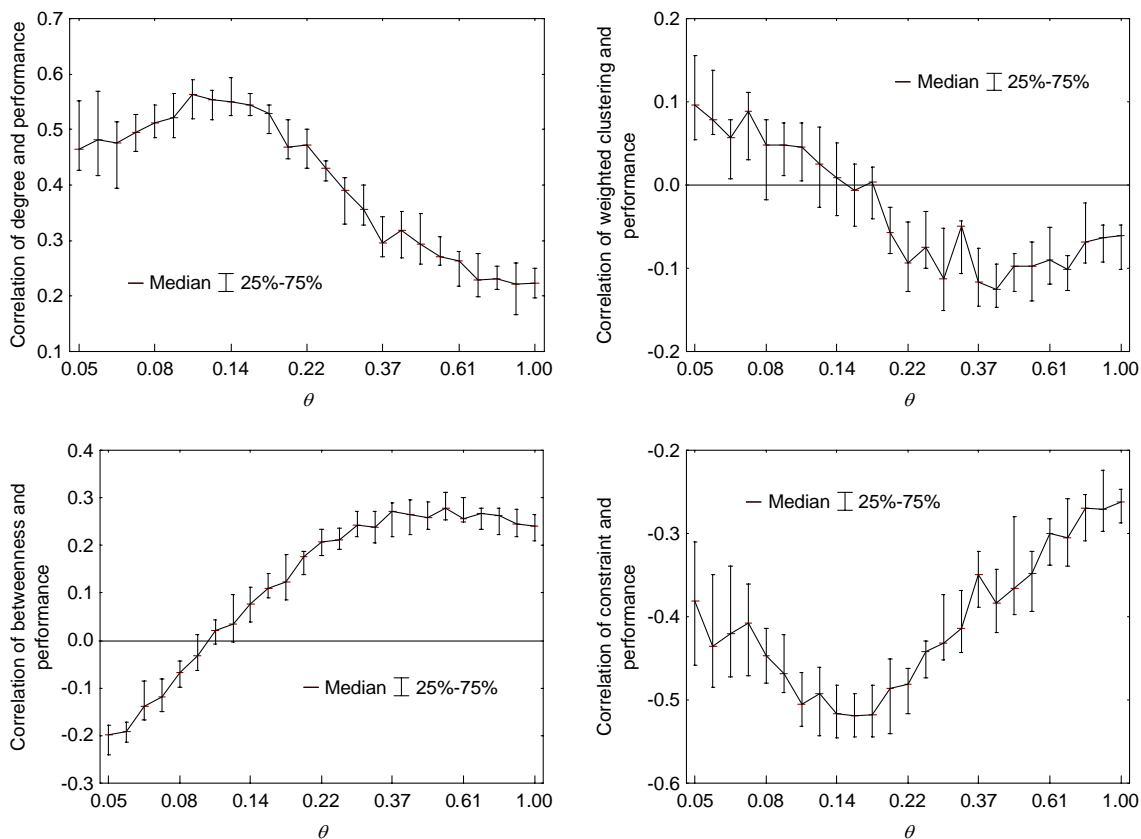 Correlation of degree and performance
0.7
0.6
0.5
0.4
0.3
0.2
0.1
Median 25%-75%
0.05 0.08 0.14 0.22 0.37 0.61 1.00
θ
Correlation of weighted clustering and
performance
0.2
0.1
0.0
-0.1
-0.2
Median 25%-75%
0.05 0.08 0.14 0.22 0.37 0.61 1.00
θ
Correlation of betweenness and
performance
0.4
0.3
0.2
0.1
0.0
-0.1
-0.2
-0.3
Median 25%-75%
0.05 0.08 0.14 0.22 0.37 0.61 1.00
θ
Correlation of constraint and
performance
-0.2
-0.3
-0.4
-0.5
-0.6
Median 25%-75%
0.05 0.08 0.14 0.22 0.37 0.61 1.00
θ